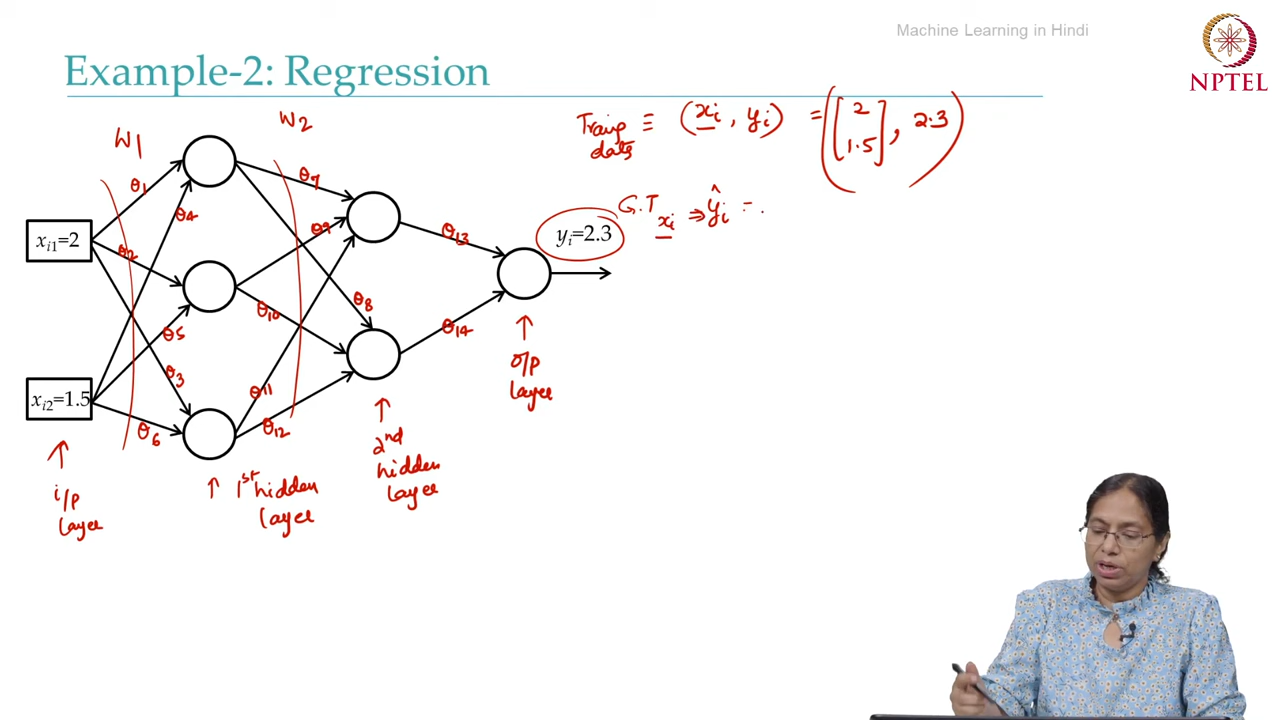 Machine Learning in Hindi
NPTEL
Example-2: Regression
Traing data ≡ (xi, yi) = ([2 1.5], 2.3)
G.T xi ⇒ ŷi =
W1
W2
θ1
θ4
θ2
θ5
θ3
θ6
θ7
θ9
θ8
θ10
θ11
θ12
θ13
θ14
xi1=2
xi2=1.5
yi=2.3
i/p layer
1st hidden layer
2nd hidden layer
o/p layer